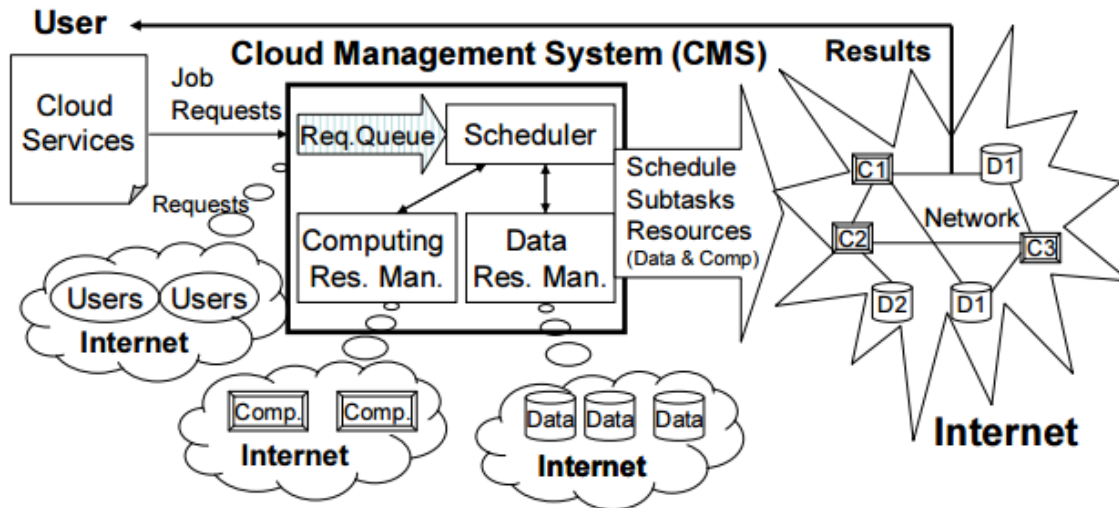 User
Cloud Management System (CMS)
Results
Cloud
Services
Job
Requests
Req.Queue
Scheduler
Requests
Computing
Res. Man.
Data
Res. Man.
Schedule
Subtasks
Resources
(Data & Comp)
C1
D1
Network
C2
C3
D2
D1
Internet
Users
Users
Internet
Comp.
Comp.
Internet
Data
Data
Data
Internet